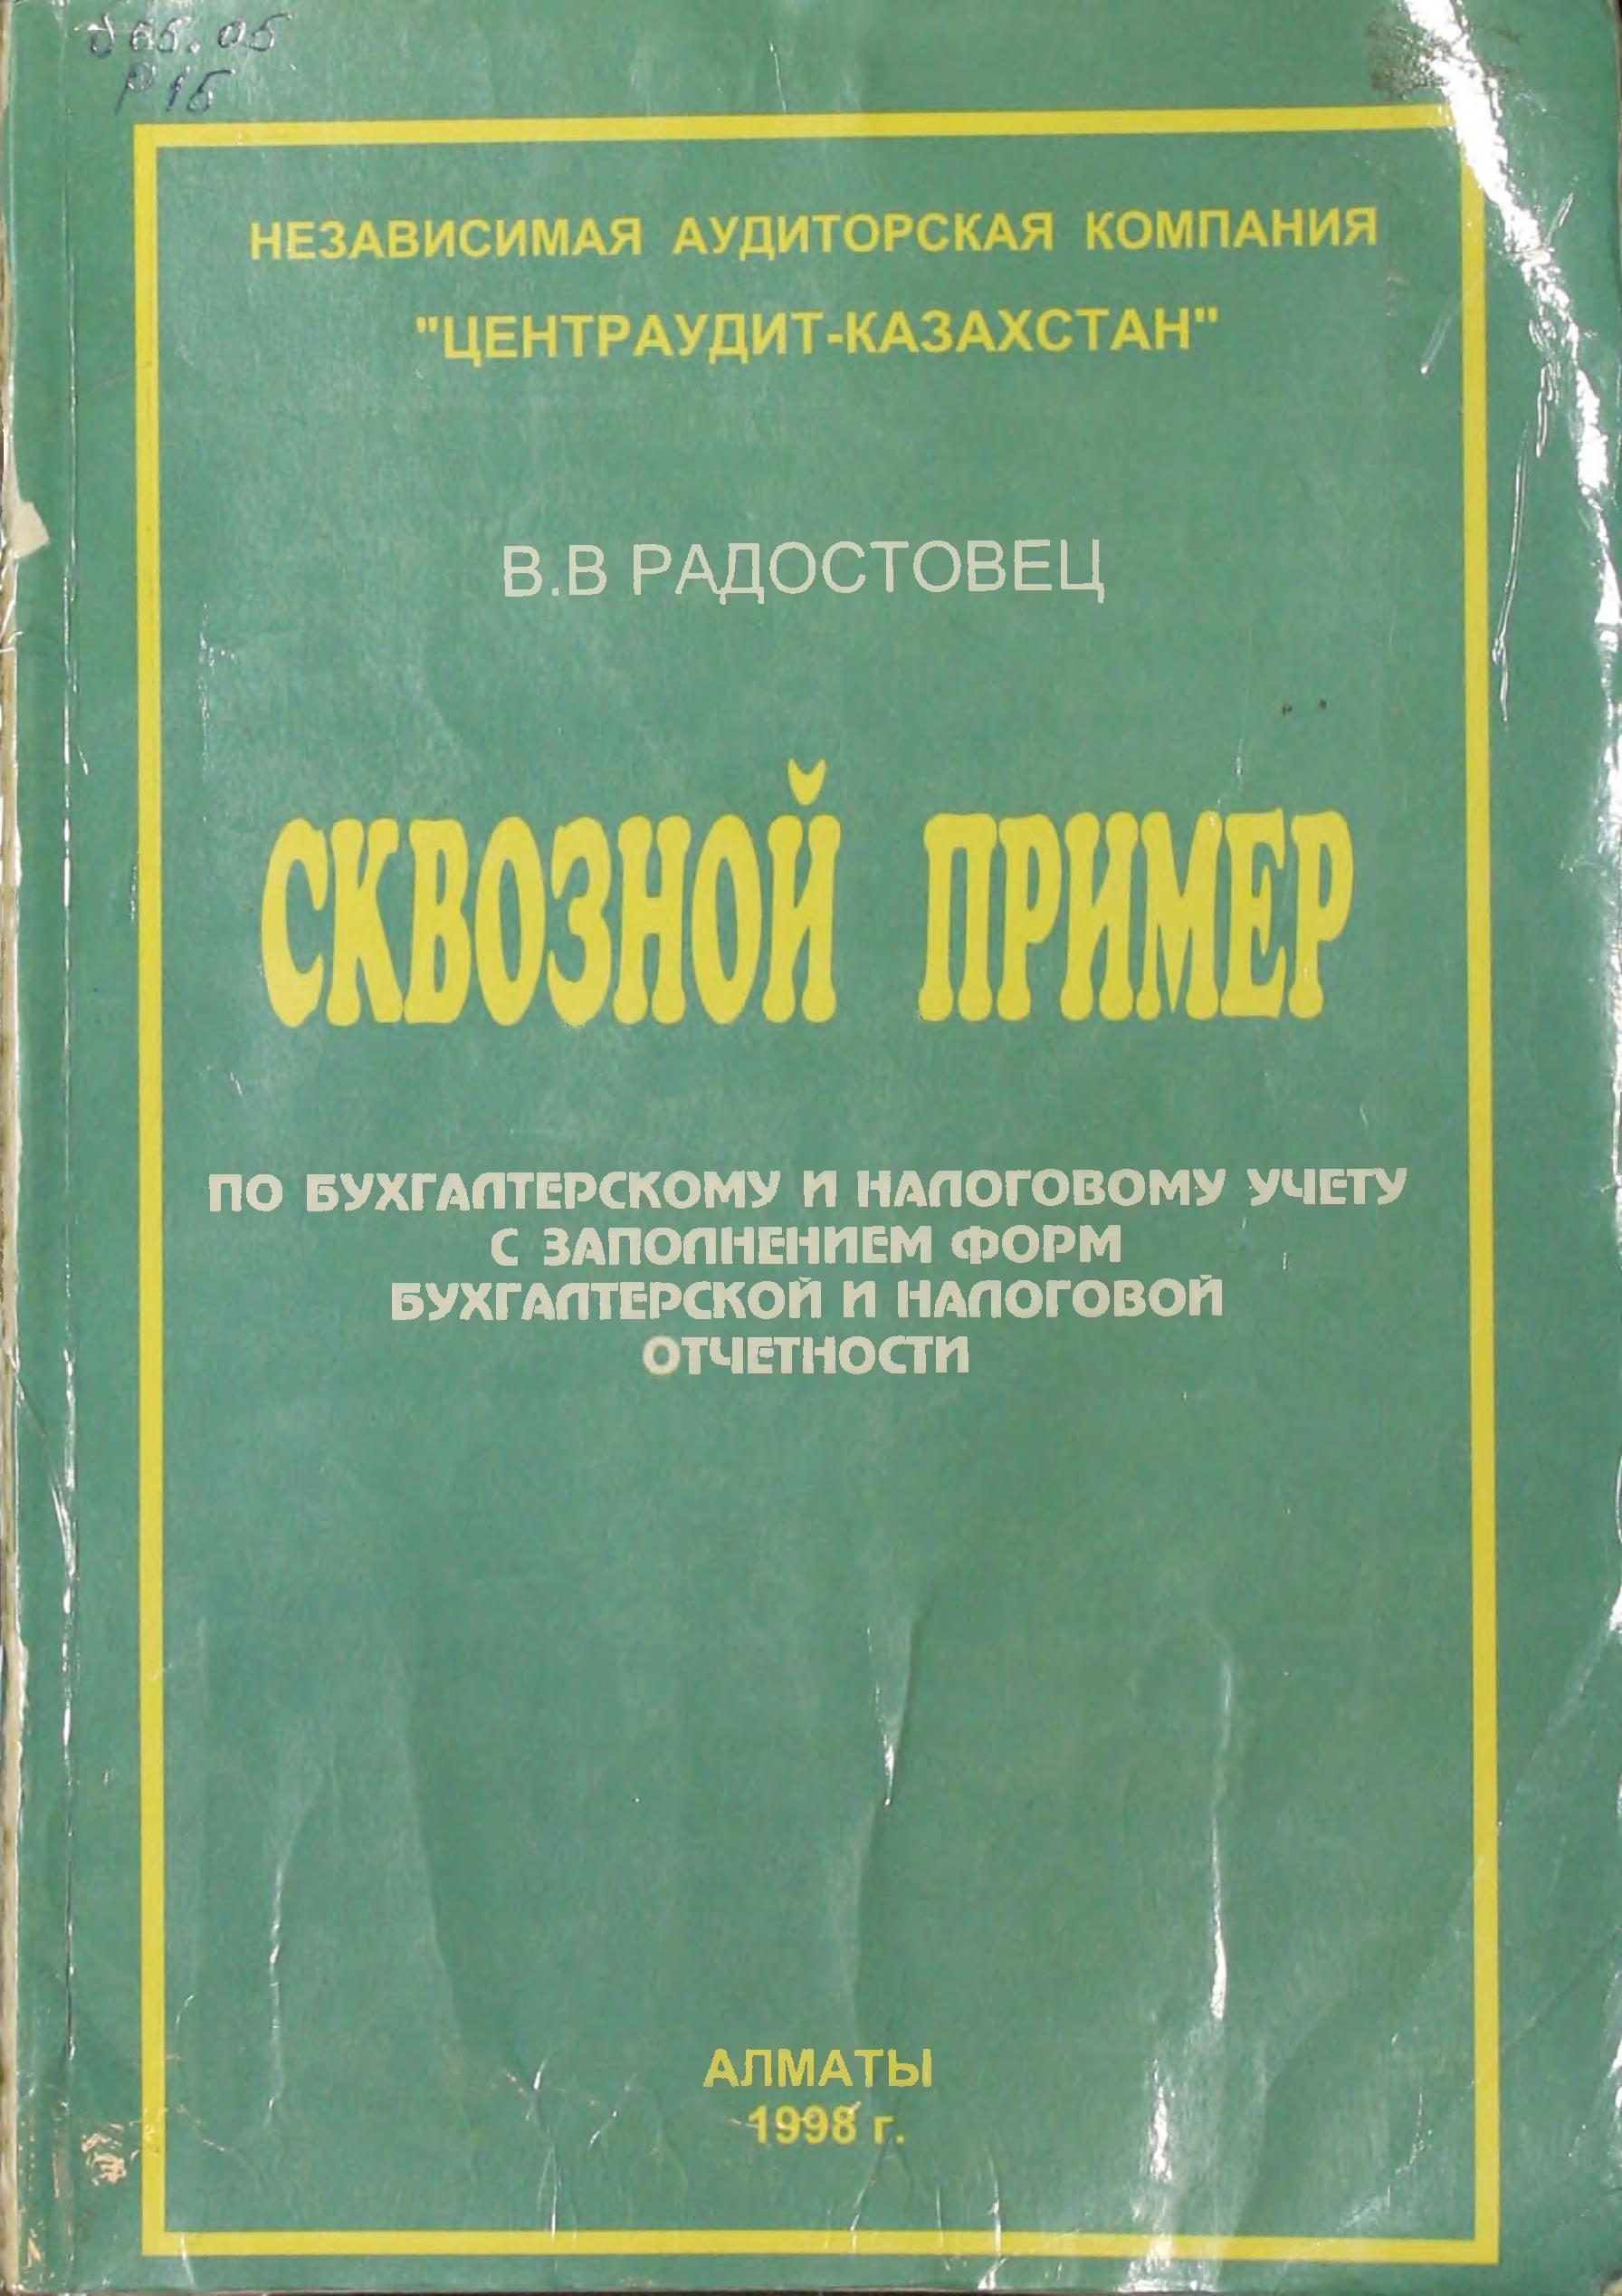 б65.05
Р15
НЕЗАВИСИМАЯ АУДИТОРСКАЯ КОМПАНИЯ
"ЦЕНТРАУДИТ-КАЗАХСТАН"
В.В РАДОСТОВЕЦ
СКВОЗНОЙ ПРИМЕР
ПО БУХГАЛТЕРСКОМУ И НАЛОГОВОМУ УЧЕТУ
С ЗАПОЛНЕНИЕМ ФОРМ
БУХГАЛТЕРСКОЙ И НАЛОГОВОЙ
ОТЧЕТНОСТИ
АЛМАТЫ
1998 г.